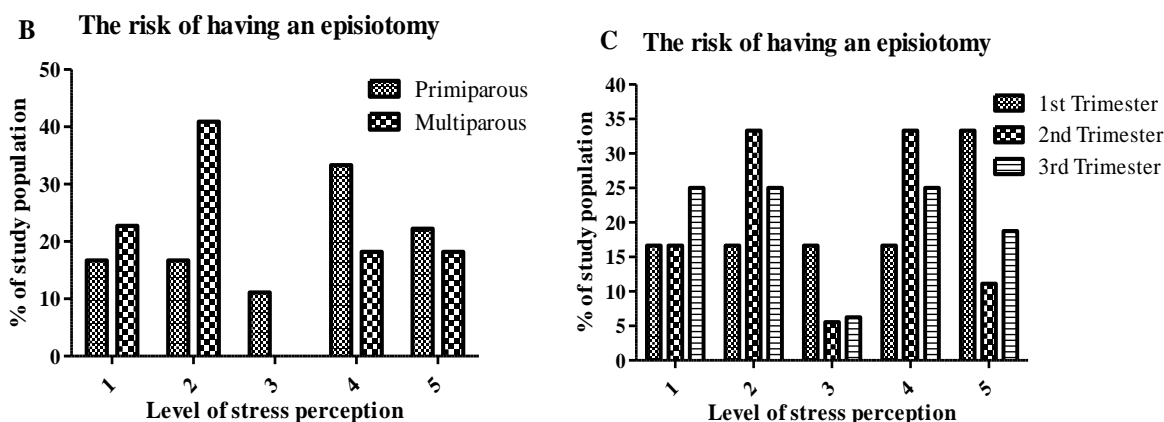 B The risk of having an episiotomy
50
40
30
20
10
0
% of study population
Primiparous
Multiparous
1 2 3 4 5
Level of stress perception
C The risk of having an episiotomy
40
35
30
25
20
15
10
5
0
% of study population
1st Trimester
2nd Trimester
3rd Trimester
1 2 3 4 5
Level of stress perception